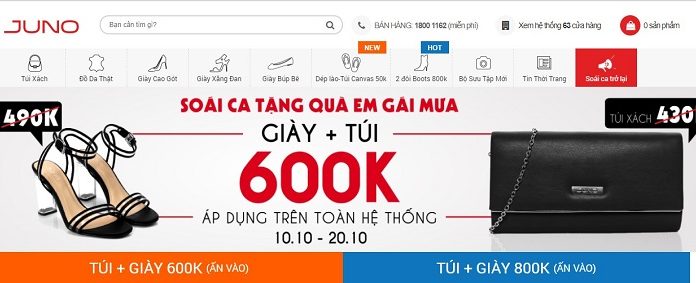 JUNO
Bạn cần tìm gì?
BÁN HÀNG: 1800 1162 (miễn phí)
Xem hệ thống 63 cửa hàng
0 sản phẩm
NEW
HOT
Túi Xách
Đồ Da Thật
Giày Cao Gót
Giày Xăng Đan
Giày Búp Bê
Dép lào-Túi Canvas 50k
2 đôi Boots 800k
Bộ Sưu Tập Mới
Tin Thời Trang
Soái ca trở lại
SOÁI CA TẶNG QUÀ EM GÁI MƯA
490K
GIÀY + TÚI
TÚI XÁCH 430
600K
ÁP DỤNG TRÊN TOÀN HỆ THỐNG
10.10 - 20.10
JUNO
TÚI + GIÀY 600K (ẤN VÀO)
TÚI + GIÀY 800K (ẤN VÀO)